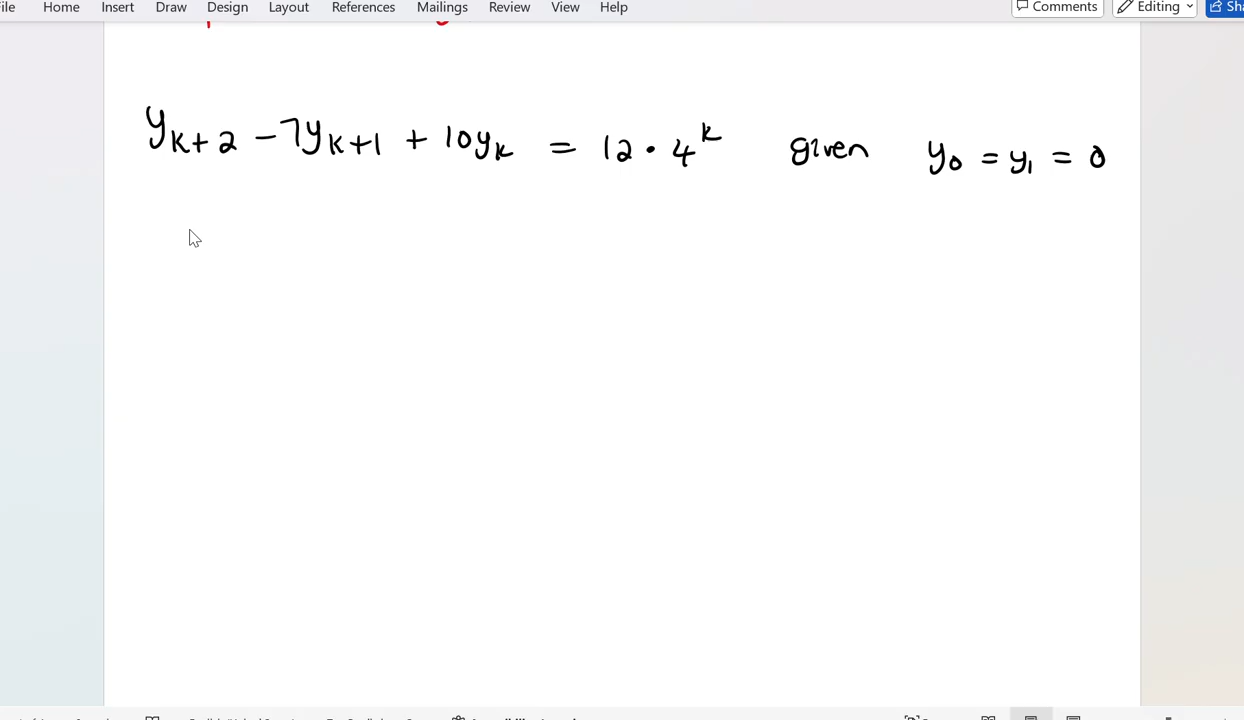 File Home Insert Draw Design Layout References Mailings Review View Help Comments Editing
y_{k+2} - 7y_{k+1} + 10y_k = 12 · 4^k given y_0 = y_1 = 0